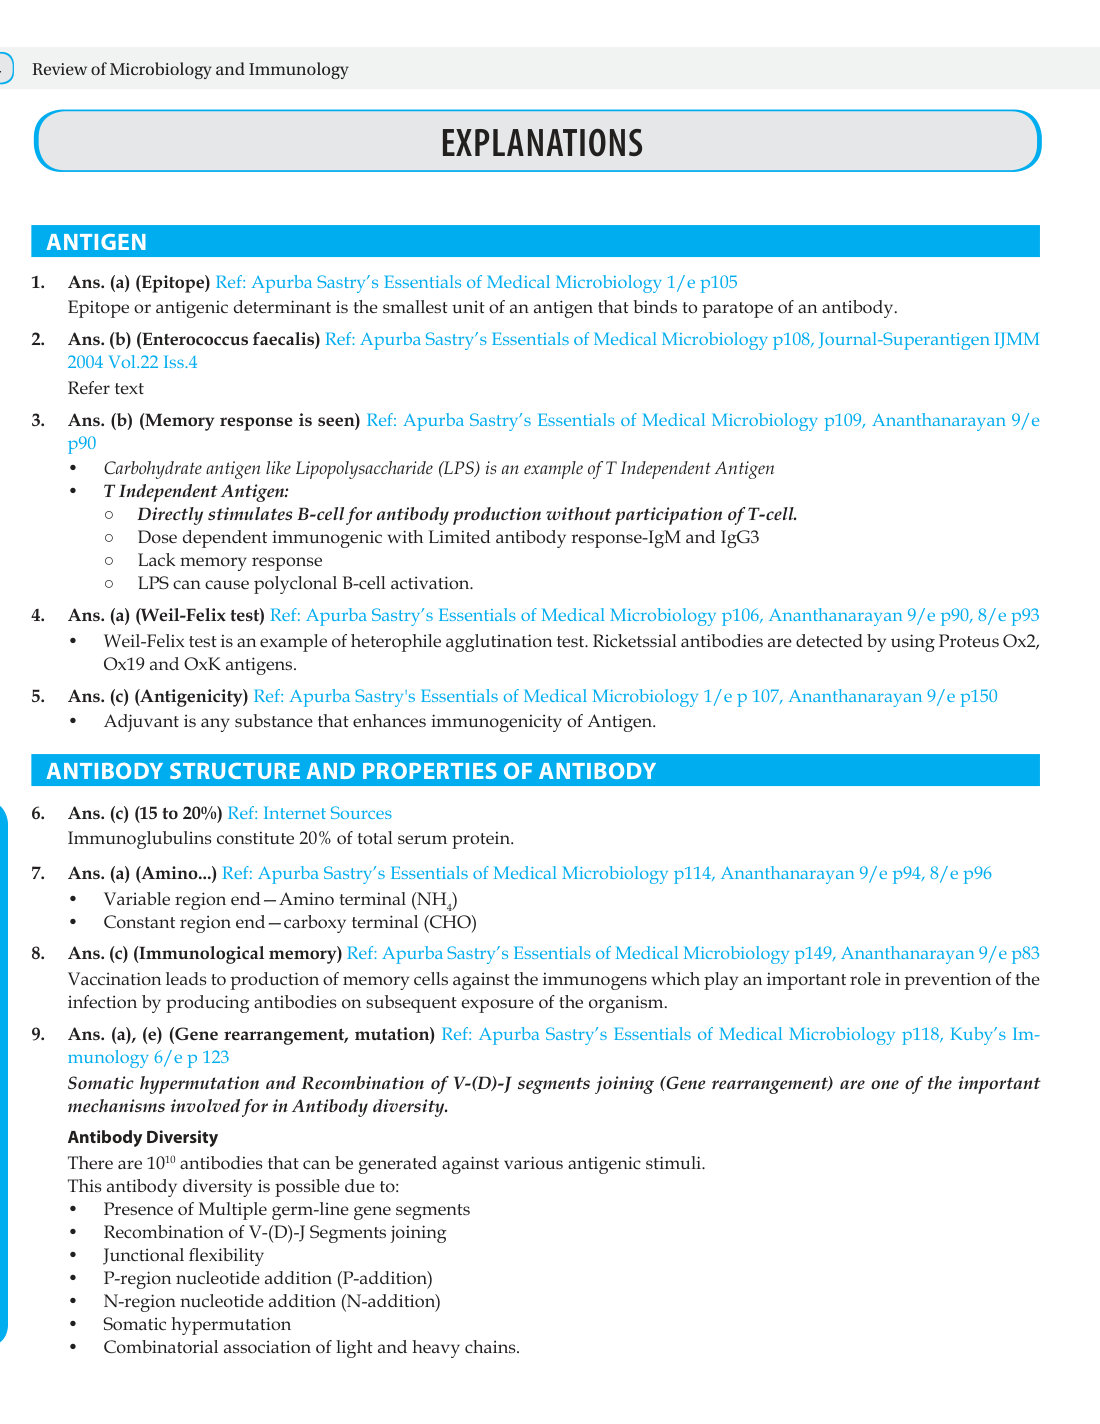 Review of Microbiology and Immunology
EXPLANATIONS
ANTIGEN
1. Ans. (a) (Epitope) Ref: Apurba Sastry’s Essentials of Medical Microbiology 1/e p105
Epitope or antigenic determinant is the smallest unit of an antigen that binds to paratope of an antibody.
2. Ans. (b) (Enterococcus faecalis) Ref: Apurba Sastry’s Essentials of Medical Microbiology p108, Journal-Superantigen IJMM
2004 Vol.22 Iss.4
Refer text
3. Ans. (b) (Memory response is seen) Ref: Apurba Sastry’s Essentials of Medical Microbiology p109, Ananthanarayan 9/e
p90
• Carbohydrate antigen like Lipopolysaccharide (LPS) is an example of T Independent Antigen
• T Independent Antigen:
○ Directly stimulates B-cell for antibody production without participation of T-cell.
○ Dose dependent immunogenic with Limited antibody response-IgM and IgG3
○ Lack memory response
○ LPS can cause polyclonal B-cell activation.
4. Ans. (a) (Weil-Felix test) Ref: Apurba Sastry’s Essentials of Medical Microbiology p106, Ananthanarayan 9/e p90, 8/e p93
• Weil-Felix test is an example of heterophile agglutination test. Ricketssial antibodies are detected by using Proteus Ox2,
Ox19 and OxK antigens.
5. Ans. (c) (Antigenicity) Ref: Apurba Sastry's Essentials of Medical Microbiology 1/e p 107, Ananthanarayan 9/e p150
• Adjuvant is any substance that enhances immunogenicity of Antigen.
ANTIBODY STRUCTURE AND PROPERTIES OF ANTIBODY
6. Ans. (c) (15 to 20%) Ref: Internet Sources
Immunoglubulins constitute 20% of total serum protein.
7. Ans. (a) (Amino...) Ref: Apurba Sastry’s Essentials of Medical Microbiology p114, Ananthanarayan 9/e p94, 8/e p96
• Variable region end—Amino terminal (NH4)
• Constant region end—carboxy terminal (CHO)
8. Ans. (c) (Immunological memory) Ref: Apurba Sastry’s Essentials of Medical Microbiology p149, Ananthanarayan 9/e p83
Vaccination leads to production of memory cells against the immunogens which play an important role in prevention of the
infection by producing antibodies on subsequent exposure of the organism.
9. Ans. (a), (e) (Gene rearrangement, mutation) Ref: Apurba Sastry’s Essentials of Medical Microbiology p118, Kuby’s Im-
munology 6/e p 123
Somatic hypermutation and Recombination of V-(D)-J segments joining (Gene rearrangement) are one of the important
mechanisms involved for in Antibody diversity.
Antibody Diversity
There are 10¹⁰ antibodies that can be generated against various antigenic stimuli.
This antibody diversity is possible due to:
• Presence of Multiple germ-line gene segments
• Recombination of V-(D)-J Segments joining
• Junctional flexibility
• P-region nucleotide addition (P-addition)
• N-region nucleotide addition (N-addition)
• Somatic hypermutation
• Combinatorial association of light and heavy chains.